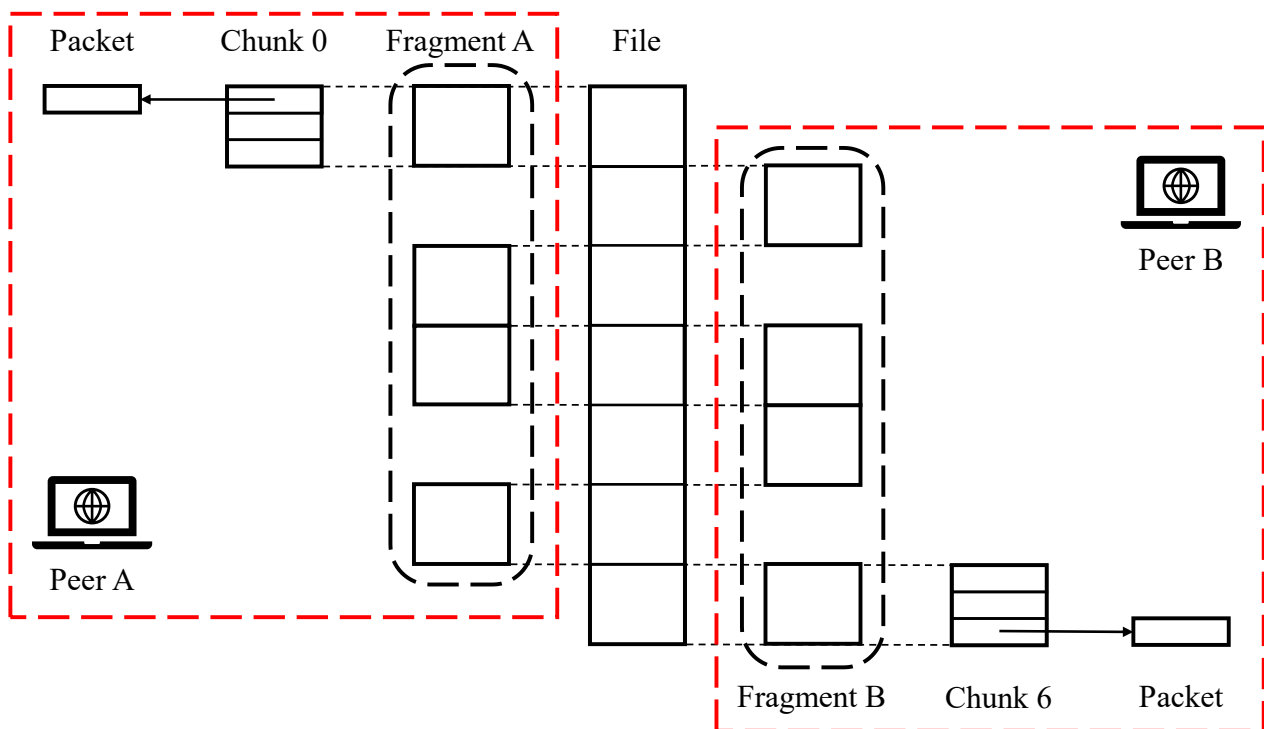 Packet
Chunk 0
Fragment A
File
Peer B
Peer A
Fragment B
Chunk 6
Packet